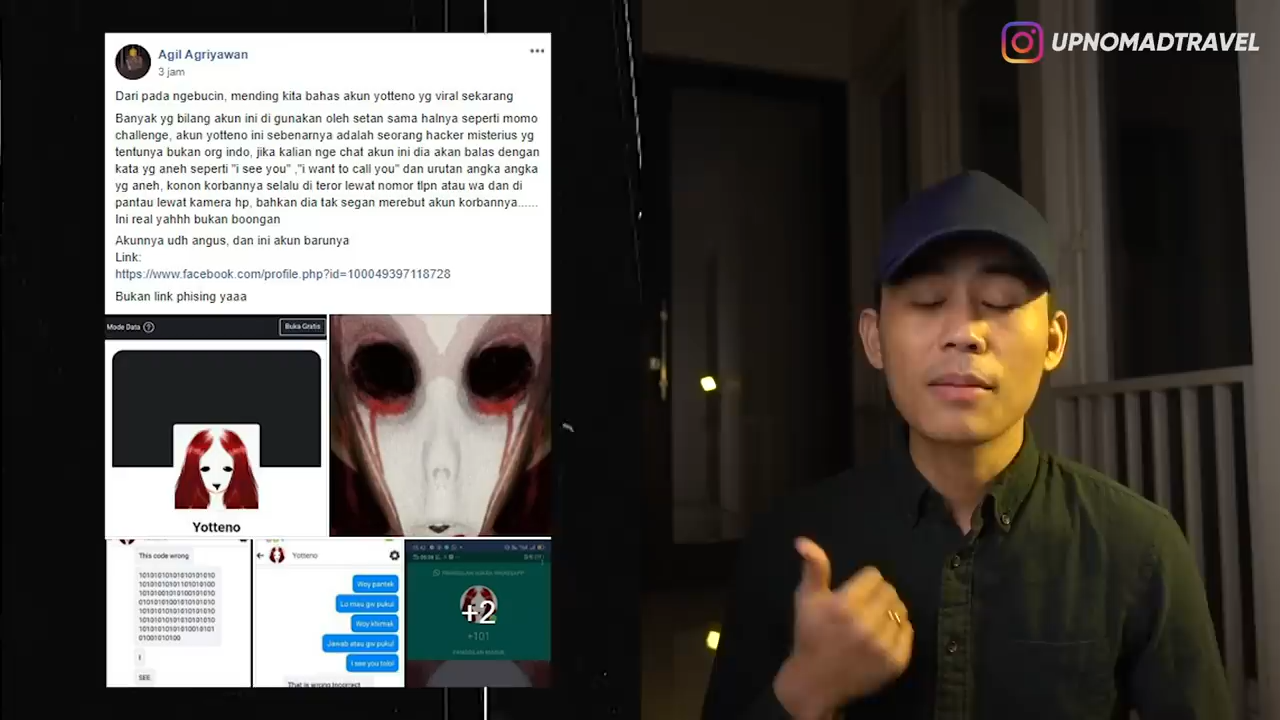 UPNOMADTRAVEL
Agil Agriyawan
3 jam
Dari pada ngebucin, mending kita bahas akun yotteno yg viral sekarang
Banyak yg bilang akun ini di gunakan oleh setan sama halnya seperti momo
challenge, akun yotteno ini sebenarnya adalah seorang hacker misterius yg
tentunya bukan org indo, jika kalian nge chat akun ini dia akan balas dengan
kata yg aneh seperti "i see you" ,"i want to call you" dan urutan angka angka
yg aneh, konon korbannya selalu di teror lewat nomor tlpn atau wa dan di
pantau lewat kamera hp, bahkan dia tak segan merebut akun korbannya......
Ini real yahhh bukan boongan
Akunnya udh angus, dan ini akun barunya
Link:
https://www.facebook.com/profile.php?id=100049397118728
Bukan link phising yaaa
Mode Data
Buka Gratis
Yotteno
This code wrong
I
SEE
Yotteno
Woy pantek
Lo mau gw pukul
Woy khimak
Jawab atau gw pukul
I see you tolol
That is wrong Incorrect
+2
+101